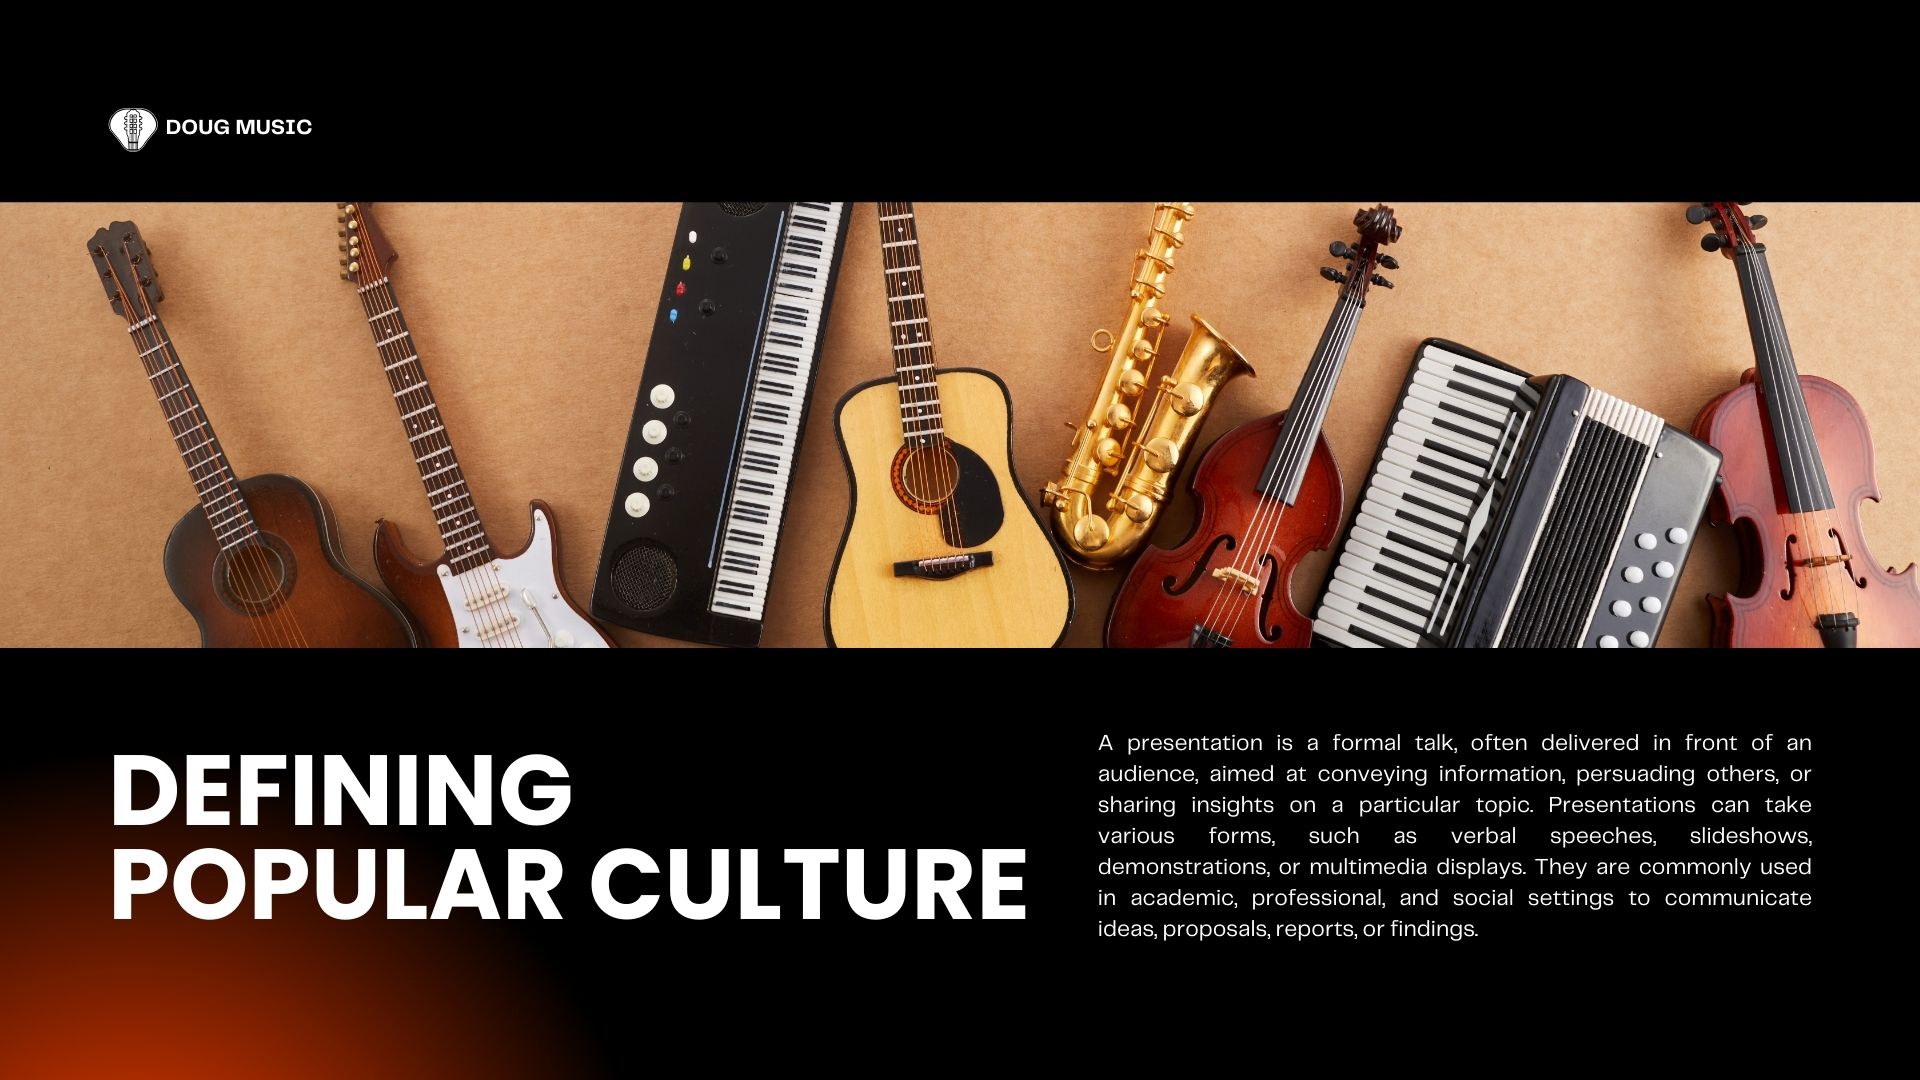 DOUG MUSIC
DEFINING
POPULAR CULTURE
A presentation is a formal talk, often delivered in front of an
audience, aimed at conveying information, persuading others, or
sharing insights on a particular topic. Presentations can take
various forms, such as verbal speeches, slideshows,
demonstrations, or multimedia displays. They are commonly used
in academic, professional, and social settings to communicate
ideas, proposals, reports, or findings.